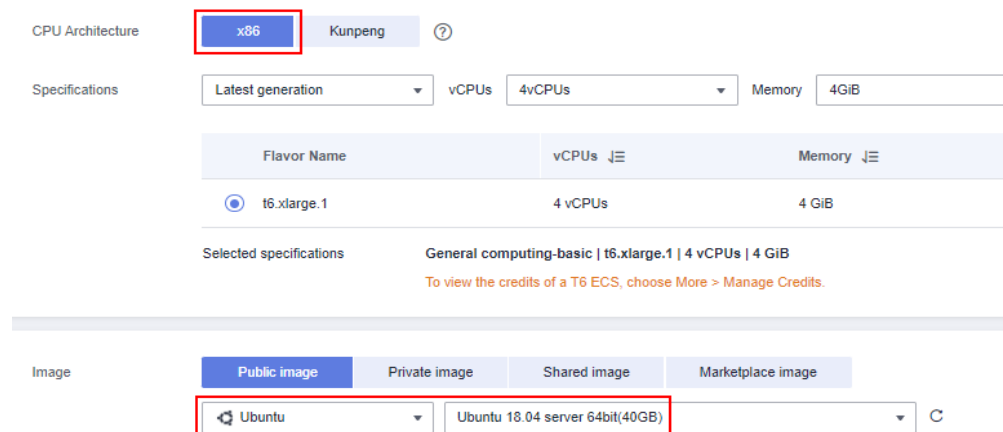 CPU Architecture x86 Kunpeng ?
Specifications Latest generation vCPUs 4vCPUs Memory 4GiB
Flavor Name vCPUs Memory
t6.xlarge.1 4 vCPUs 4 GiB
Selected specifications General computing-basic | t6.xlarge.1 | 4 vCPUs | 4 GiB
To view the credits of a T6 ECS, choose More > Manage Credits.
Image Public image Private image Shared image Marketplace image
Ubuntu Ubuntu 18.04 server 64bit(40GB)